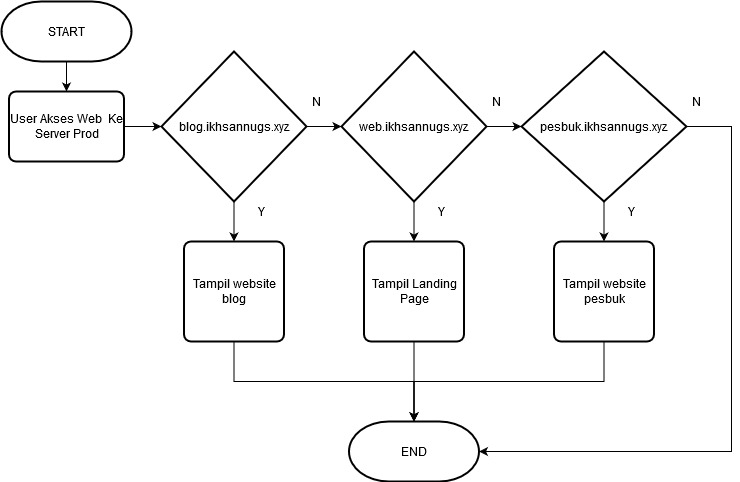 START
User Akses Web Ke
Server Prod
blog.ikhsannugs.xyz
N
web.ikhsannugs.xyz
N
pesbuk.ikhsannugs.xyz
N
Y
Y
Y
Tampil website
blog
Tampil Landing
Page
Tampil website
pesbuk
END